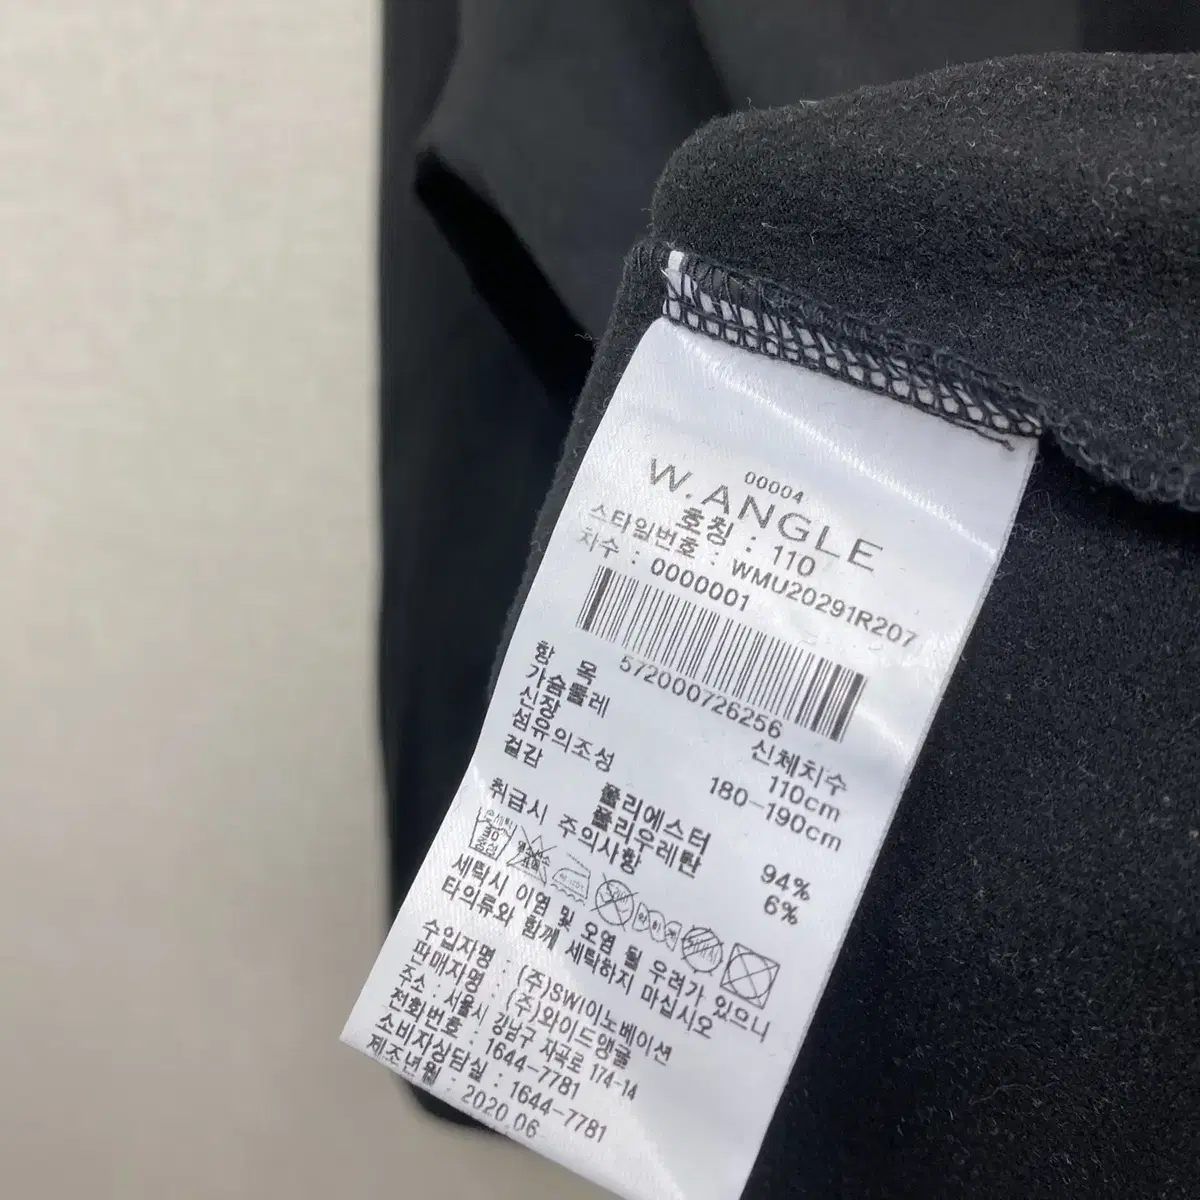 00004
W.ANGLE
호칭 : 110
스타일번호 : WMU20291R207
차수 : 0000001
572000726256
항 목 신체치수
가슴둘레 110cm
신장 180-190cm
섬유의조성
겉감 폴리에스터 94%
폴리우레탄 6%
취급시 주의사항
세탁시 이염 및 오염 될 우려가 있으니
타의류와 함께 세탁하지 마십시오
수입자명 : (주)SWI이노베이션
판매자명 : (주)와이드앵글
주소 : 서울시 강남구 자곡로 174-14
전화번호 : 1644-7781
소비자상담실 : 1644-7781
제조년월 : 2020.06